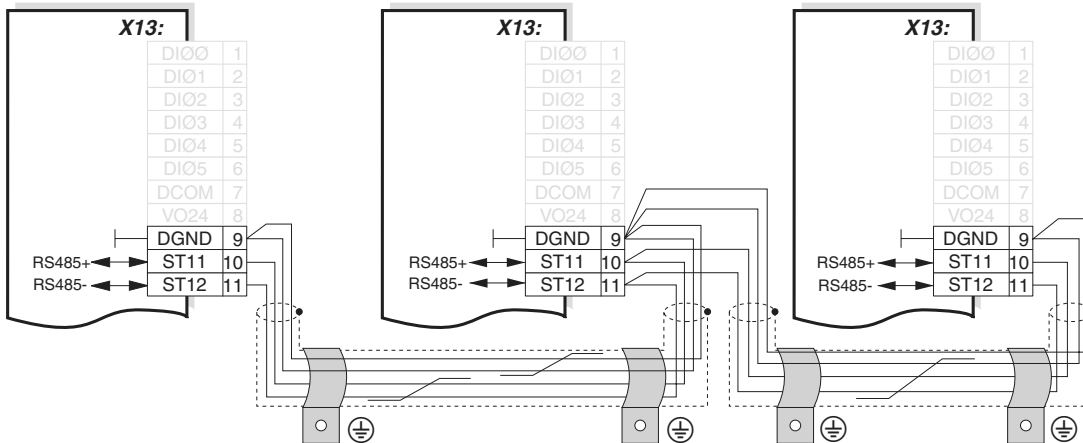 X13:
DIØØ 1
DIØ1 2
DIØ2 3
DIØ3 4
DIØ4 5
DIØ5 6
DCOM 7
VO24 8
DGND 9
RS485+ ST11 10
RS485- ST12 11
X13:
DIØØ 1
DIØ1 2
DIØ2 3
DIØ3 4
DIØ4 5
DIØ5 6
DCOM 7
VO24 8
DGND 9
RS485+ ST11 10
RS485- ST12 11
X13:
DIØØ 1
DIØ1 2
DIØ2 3
DIØ3 4
DIØ4 5
DIØ5 6
DCOM 7
VO24 8
DGND 9
RS485+ ST11 10
RS485- ST12 11